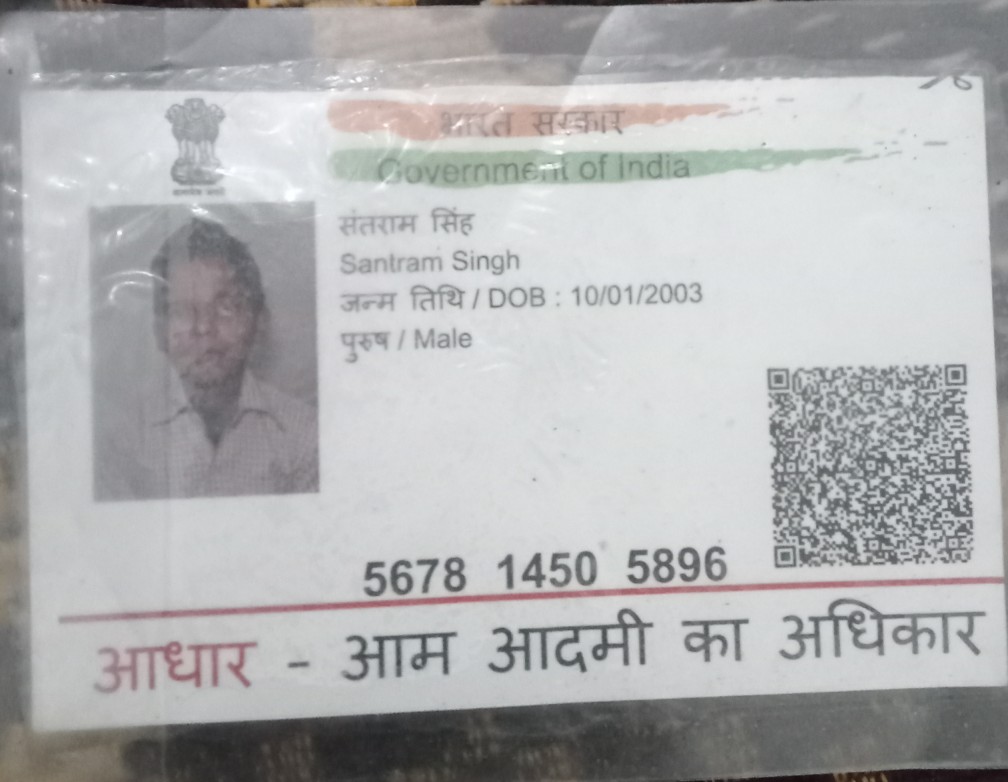 भारत सरकार
Government of India
संतराम सिंह
Santram Singh
जन्म तिथि / DOB : 10/01/2003
पुरुष / Male
5678 1450 5896
आधार - आम आदमी का अधिकार